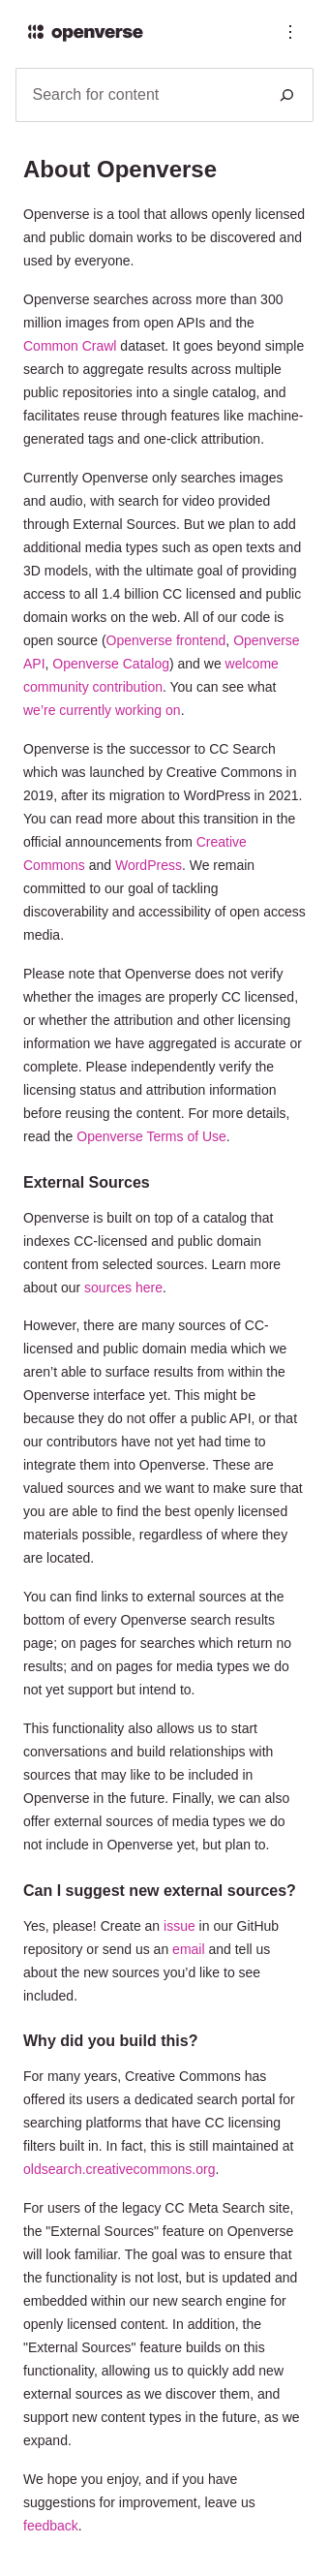 openverse
Search for content
About Openverse
Openverse is a tool that allows openly licensed
and public domain works to be discovered and
used by everyone.
Openverse searches across more than 300
million images from open APIs and the
Common Crawl dataset. It goes beyond simple
search to aggregate results across multiple
public repositories into a single catalog, and
facilitates reuse through features like machine-
generated tags and one-click attribution.
Currently Openverse only searches images
and audio, with search for video provided
through External Sources. But we plan to add
additional media types such as open texts and
3D models, with the ultimate goal of providing
access to all 1.4 billion CC licensed and public
domain works on the web. All of our code is
open source (Openverse frontend, Openverse
API, Openverse Catalog) and we welcome
community contribution. You can see what
we’re currently working on.
Openverse is the successor to CC Search
which was launched by Creative Commons in
2019, after its migration to WordPress in 2021.
You can read more about this transition in the
official announcements from Creative
Commons and WordPress. We remain
committed to our goal of tackling
discoverability and accessibility of open access
media.
Please note that Openverse does not verify
whether the images are properly CC licensed,
or whether the attribution and other licensing
information we have aggregated is accurate or
complete. Please independently verify the
licensing status and attribution information
before reusing the content. For more details,
read the Openverse Terms of Use.
External Sources
Openverse is built on top of a catalog that
indexes CC-licensed and public domain
content from selected sources. Learn more
about our sources here.
However, there are many sources of CC-
licensed and public domain media which we
aren’t able to surface results from within the
Openverse interface yet. This might be
because they do not offer a public API, or that
our contributors have not yet had time to
integrate them into Openverse. These are
valued sources and we want to make sure that
you are able to find the best openly licensed
materials possible, regardless of where they
are located.
You can find links to external sources at the
bottom of every Openverse search results
page; on pages for searches which return no
results; and on pages for media types we do
not yet support but intend to.
This functionality also allows us to start
conversations and build relationships with
sources that may like to be included in
Openverse in the future. Finally, we can also
offer external sources of media types we do
not include in Openverse yet, but plan to.
Can I suggest new external sources?
Yes, please! Create an issue in our GitHub
repository or send us an email and tell us
about the new sources you’d like to see
included.
Why did you build this?
For many years, Creative Commons has
offered its users a dedicated search portal for
searching platforms that have CC licensing
filters built in. In fact, this is still maintained at
oldsearch.creativecommons.org.
For users of the legacy CC Meta Search site,
the "External Sources" feature on Openverse
will look familiar. The goal was to ensure that
the functionality is not lost, but is updated and
embedded within our new search engine for
openly licensed content. In addition, the
"External Sources" feature builds on this
functionality, allowing us to quickly add new
external sources as we discover them, and
support new content types in the future, as we
expand.
We hope you enjoy, and if you have
suggestions for improvement, leave us
feedback.